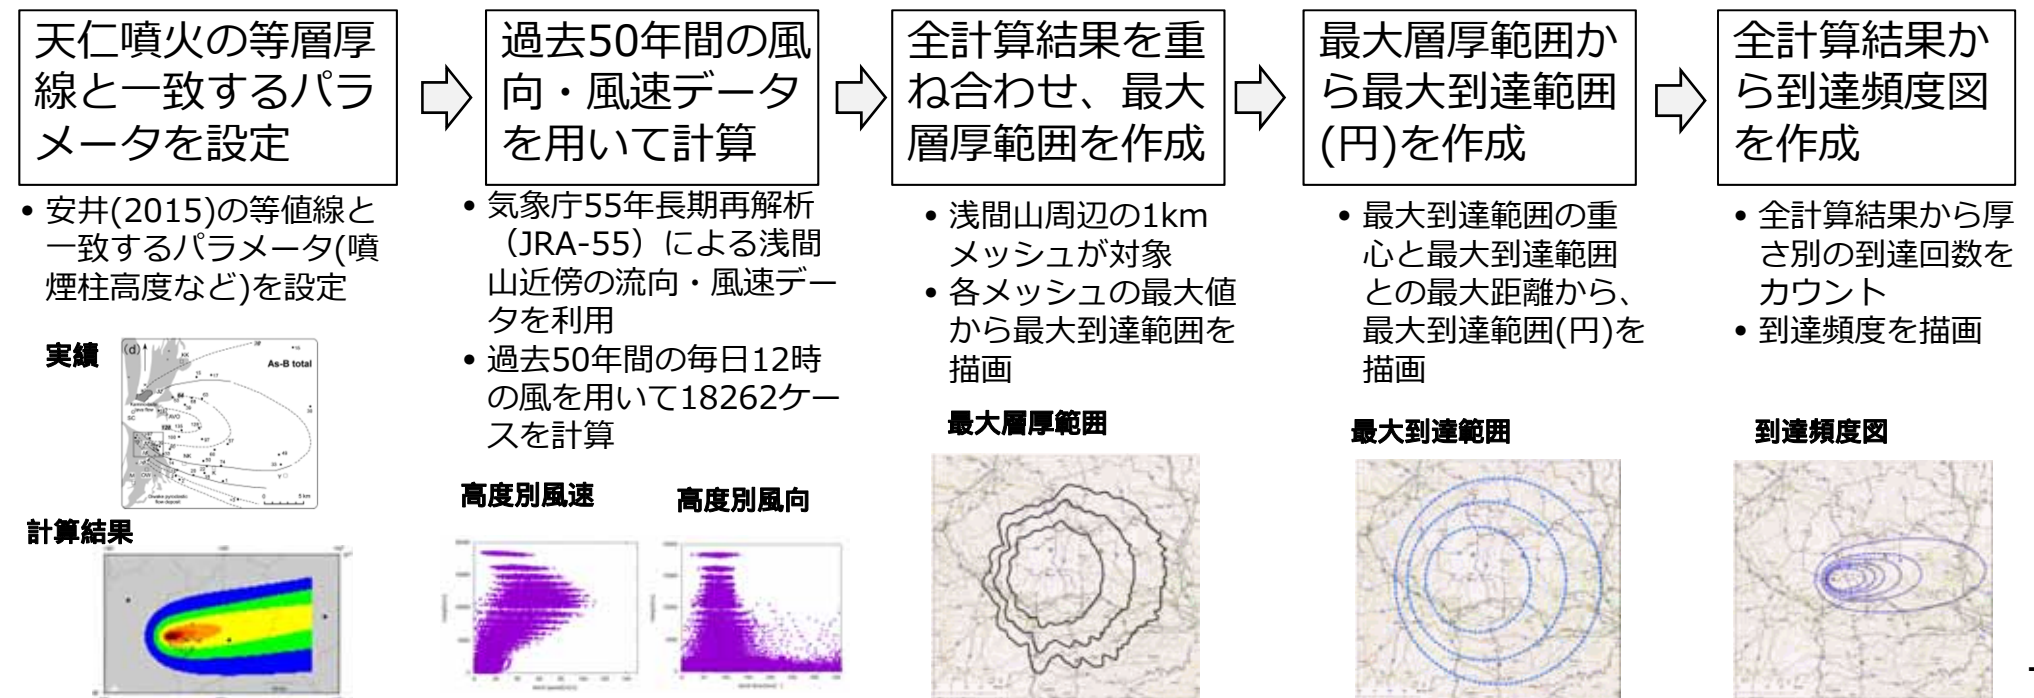 天仁噴火の等層厚
線と一致するパラ
メータを設定
過去50年間の風
向・風速データ
を用いて計算
全計算結果を重
ね合わせ、最大
層厚範囲を作成
最大層厚範囲か
ら最大到達範囲
(円)を作成
全計算結果か
ら到達頻度図
を作成
• 安井(2015)の等値線と
一致するパラメータ(噴
煙柱高度など)を設定
実績
(d)
As-B total
KK
SC
AVO
NK
K
Y
M
OW
Oiwake pyroclastic
flow deposit
0
5 km
計算結果
• 気象庁55年長期再解析
（JRA-55）による浅間
山近傍の流向・風速デー
タを利用
• 過去50年間の毎日12時
の風を用いて18262ケー
スを計算
高度別風速
高度別風向
• 浅間山周辺の1km
メッシュが対象
• 各メッシュの最大値
から最大到達範囲を
描画
最大層厚範囲
• 最大到達範囲の重
心と最大到達範囲
との最大距離から、
最大到達範囲(円)を
描画
最大到達範囲
• 全計算結果から厚
さ別の到達回数を
カウント
• 到達頻度を描画
到達頻度図